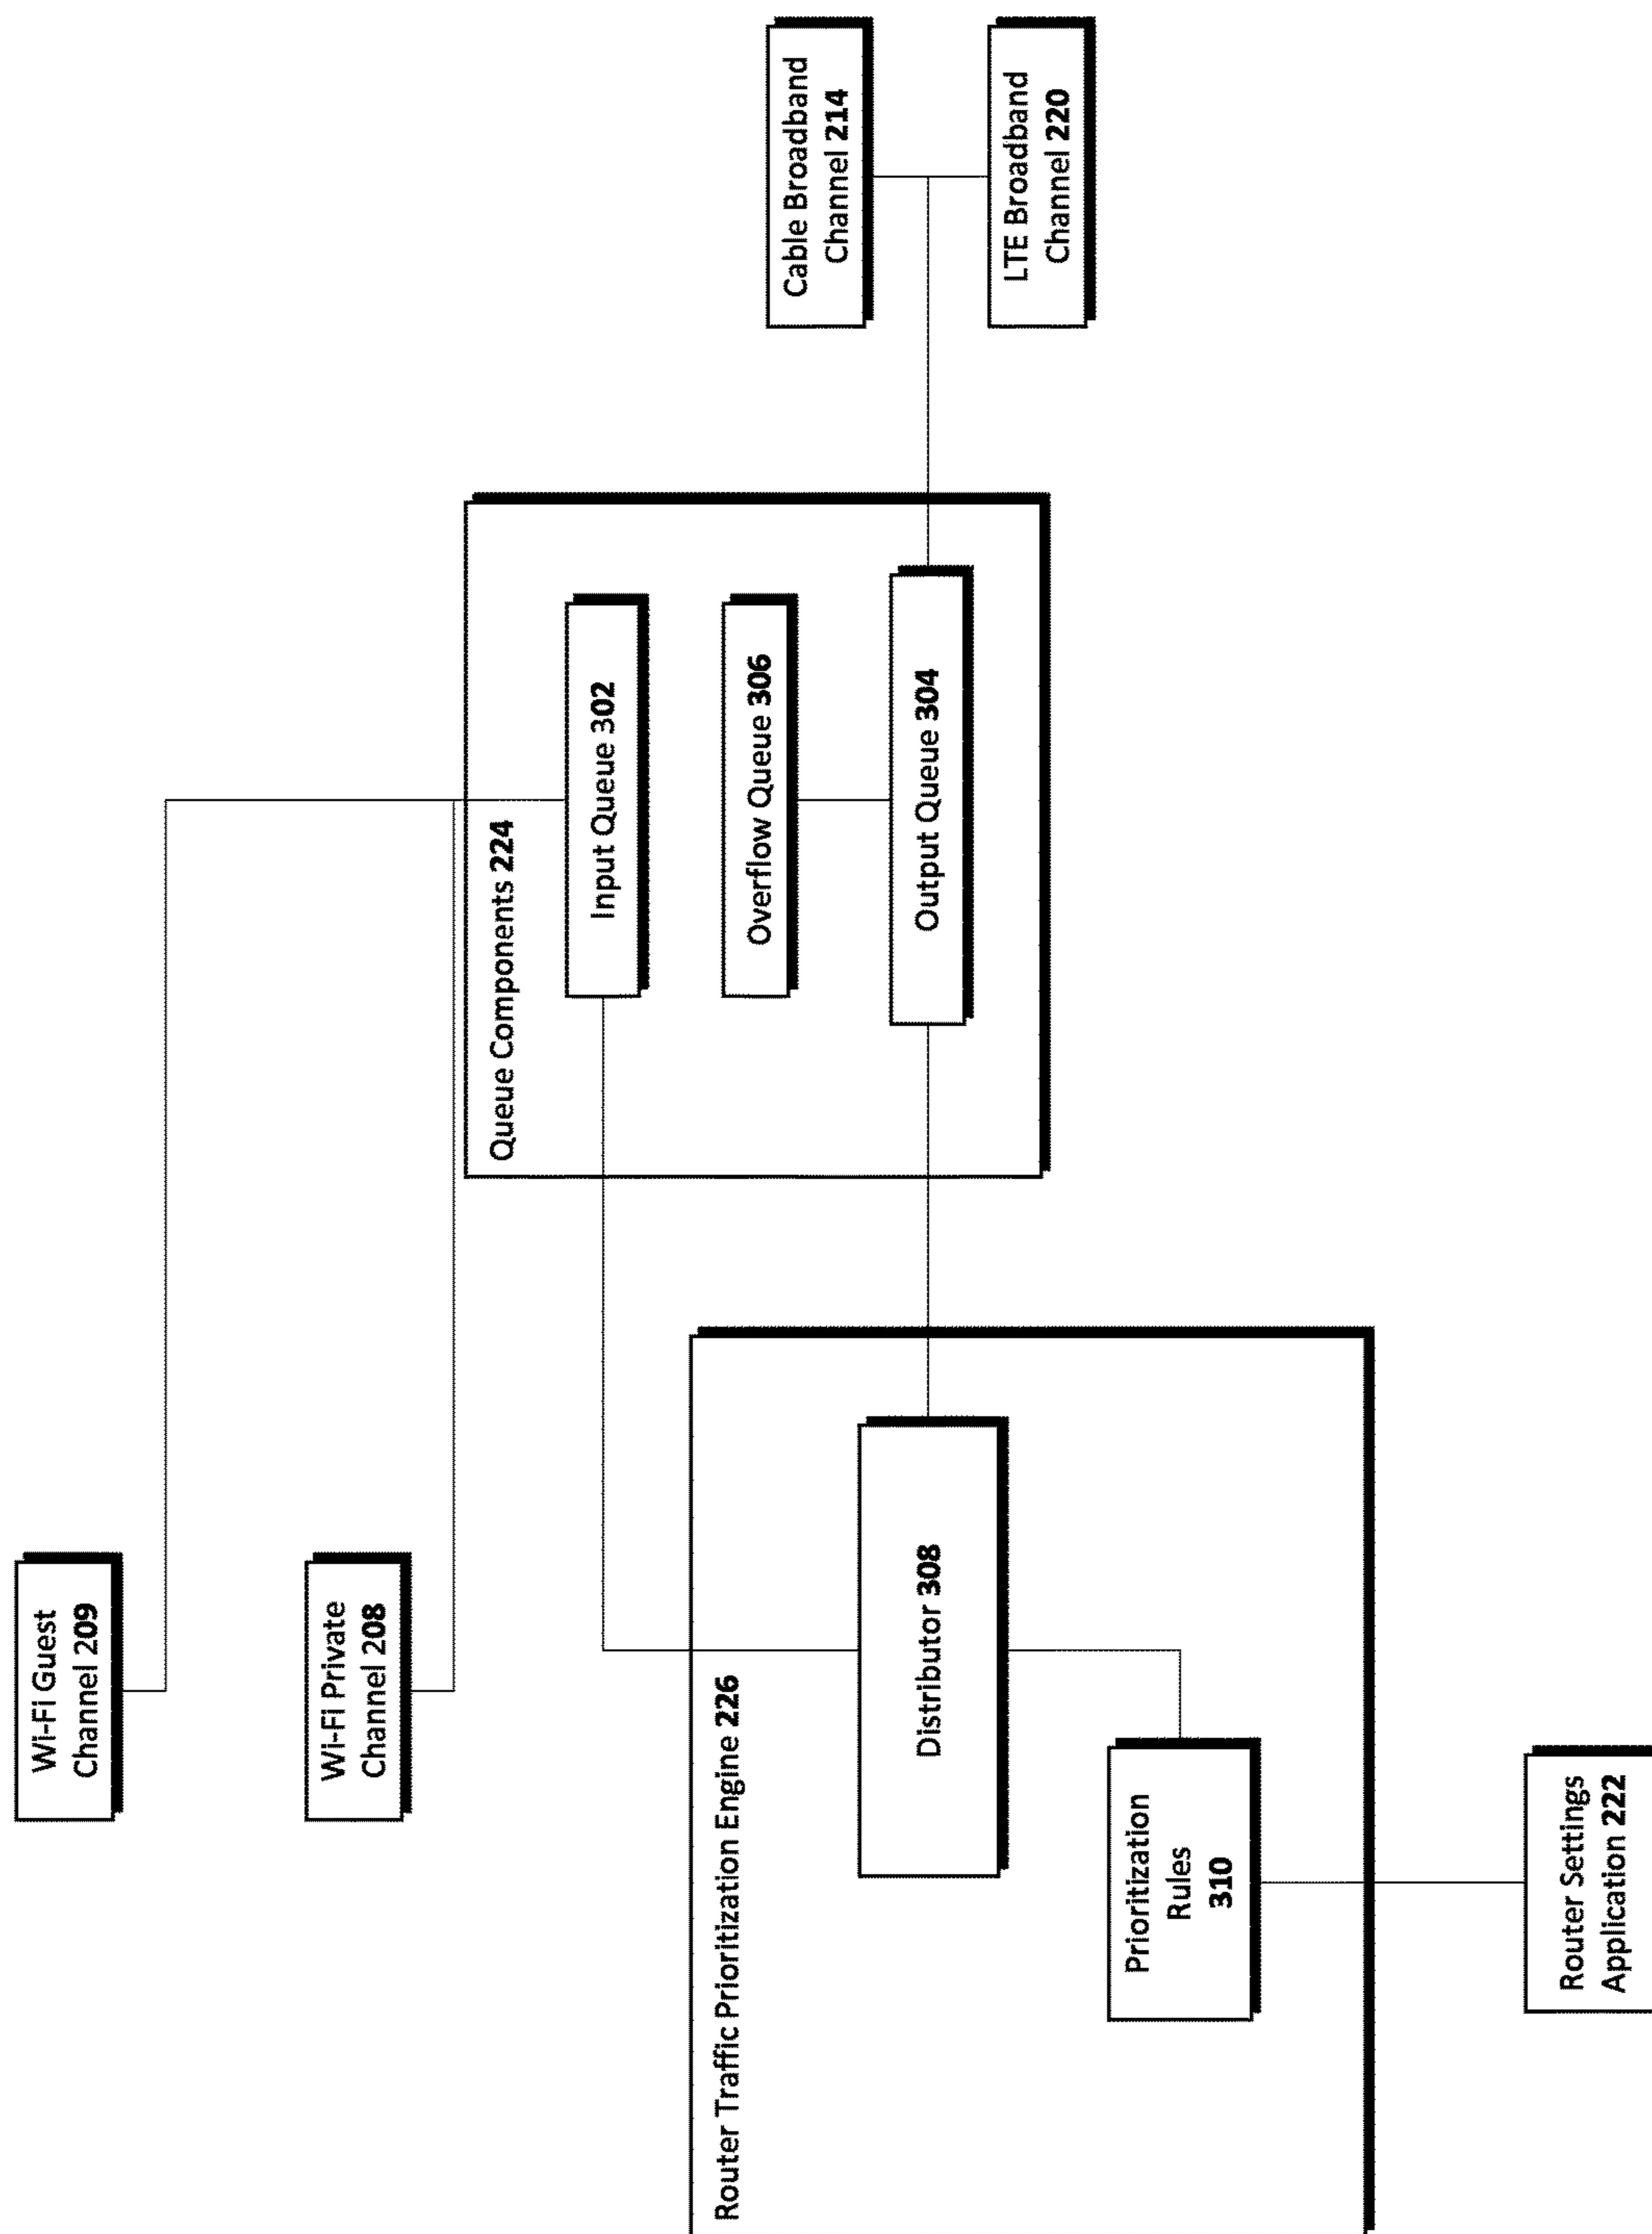 Wi-Fi Guest
Channel 209
Wi-Fi Private
Channel 208
Queue Components 224
Input Queue 302
Overflow Queue 306
Output Queue 304
Cable Broadband
Channel 214
LTE Broadband
Channel 220
Router Traffic Prioritization Engine 226
Distributor 308
Prioritization
Rules
310
Router Settings
Application 222